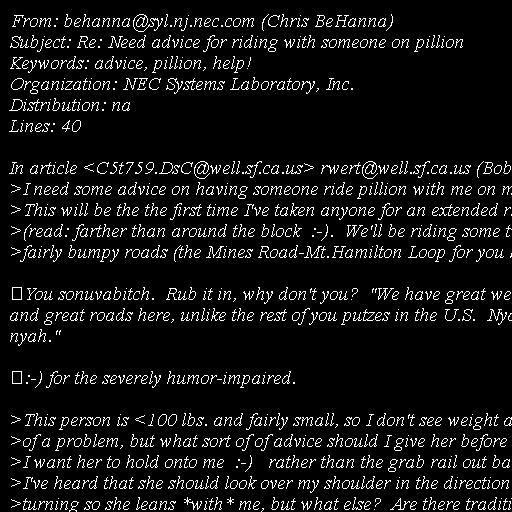 From: behanna@syl.nj.nec.com (Chris BeHanna)
Subject: Re: Need advice for riding with someone on pillion
Keywords: advice, pillion, help!
Organization: NEC Systems Laboratory, Inc.
Distribution: na
Lines: 40

In article <C5t759.DsC@well.sf.ca.us> rwert@well.sf.ca.us (Bob
>I need some advice on having someone ride pillion with me on m
>This will be the the first time I've taken anyone for an extended r
>(read: farther than around the block  :-).  We'll be riding some t
>fairly bumpy roads (the Mines Road-Mt.Hamilton Loop for you

You sonuvabitch.  Rub it in, why don't you?  "We have great we
and great roads here, unlike the rest of you putzes in the U.S.  Nya
nyah."

:-) for the severely humor-impaired.

>This person is <100 lbs. and fairly small, so I don't see weight a
>of a problem, but what sort of of advice should I give her before
>I want her to hold onto me  :-)   rather than the grab rail out ba
>I've heard that she should look over my shoulder in the direction
>turning so she leans *with* me, but what else?  Are there traditi